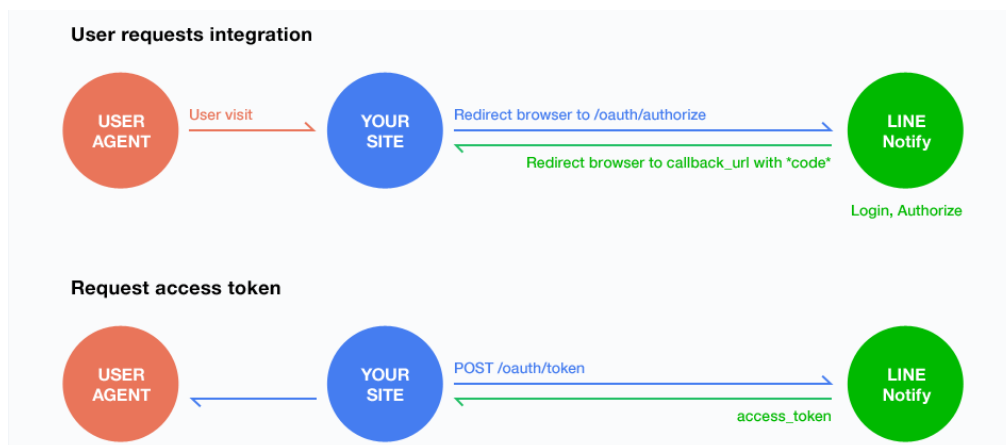 User requests integration
USER
AGENT
User visit
YOUR
SITE
Redirect browser to /oauth/authorize
Redirect browser to callback_url with *code*
LINE
Notify
Login, Authorize
Request access token
USER
AGENT
YOUR
SITE
POST /oauth/token
access_token
LINE
Notify